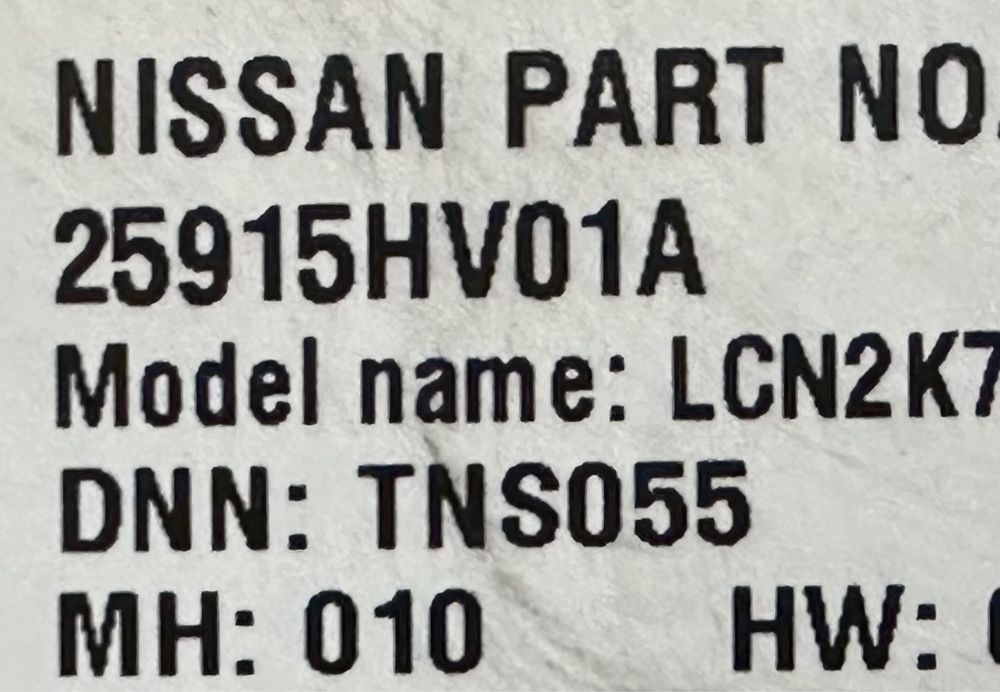 NISSAN PART NO.
25915HV01A
Model name: LCN2K7
DNN: TNS055
MH: 010 HW: